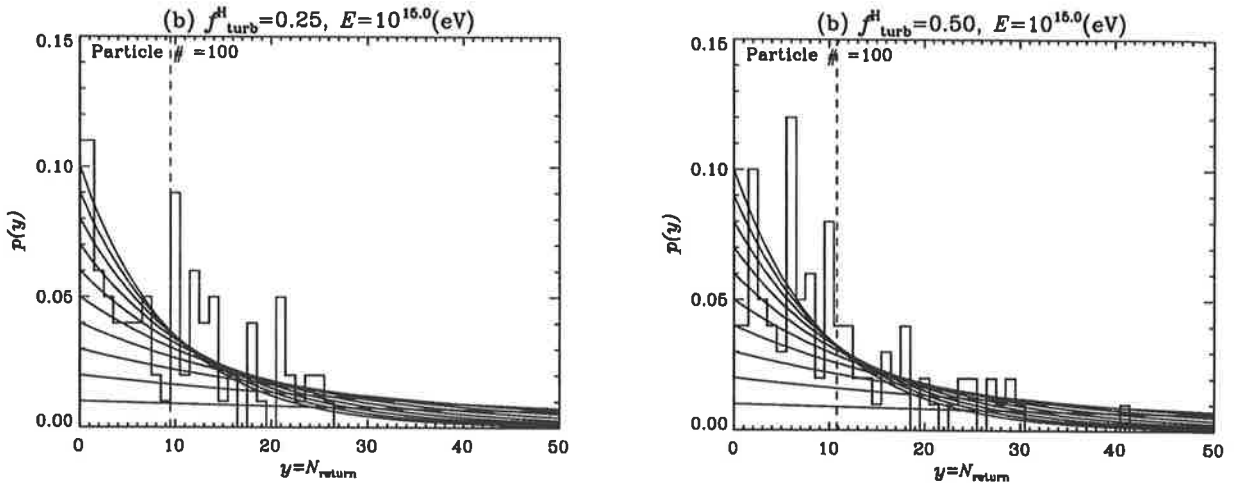 (b) f^H_turb=0.25, E=10^15.0(eV)
Particle # =100
0.15
0.10
0.05
0.00
p(y)
0 10 20 30 40 50
y=N_return
(b) f^H_turb=0.50, E=10^15.0(eV)
Particle # =100
0.15
0.10
0.05
0.00
p(y)
0 10 20 30 40 50
y=N_return